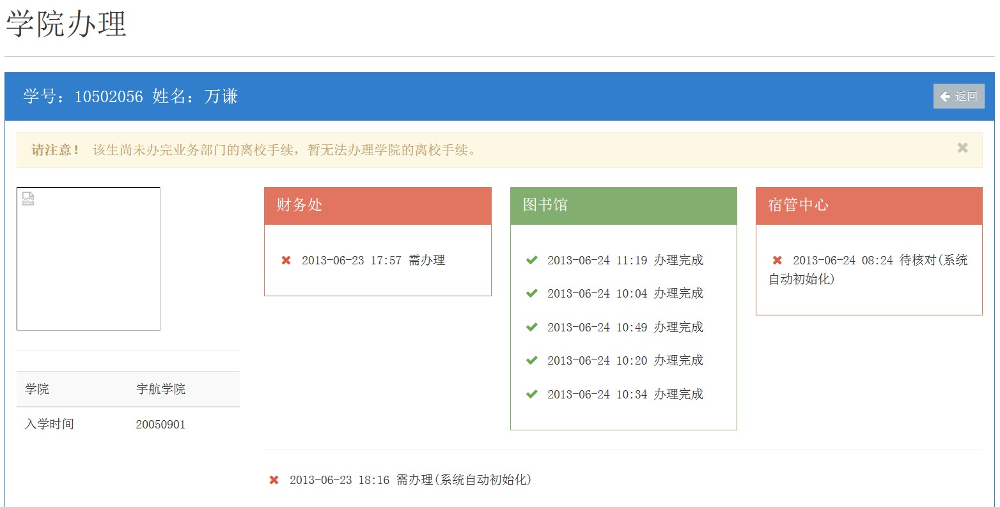 学院办理
学号：10502056 姓名：万谦
返回
请注意！ 该生尚未办完业务部门的离校手续，暂无法办理学院的离校手续。
学院 宇航学院
入学时间 20050901
财务处
2013-06-23 17:57 需办理
图书馆
2013-06-24 11:19 办理完成
2013-06-24 10:04 办理完成
2013-06-24 10:49 办理完成
2013-06-24 10:20 办理完成
2013-06-24 10:34 办理完成
宿管中心
2013-06-24 08:24 待核对(系统
自动初始化)
2013-06-23 18:16 需办理(系统自动初始化)